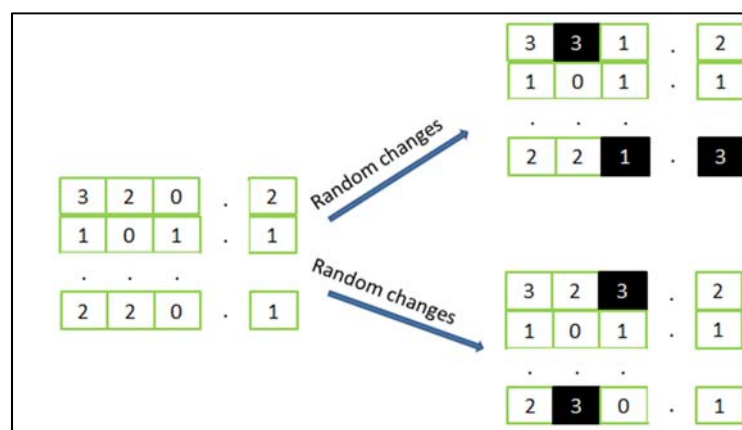 3 3 1 . 2
1 0 1 . 1
. . .
2 2 1 . 3
Random changes
3 2 0 . 2
1 0 1 . 1
. . .
2 2 0 . 1
Random changes
3 2 3 . 2
1 0 1 . 1
. . .
2 3 0 . 1